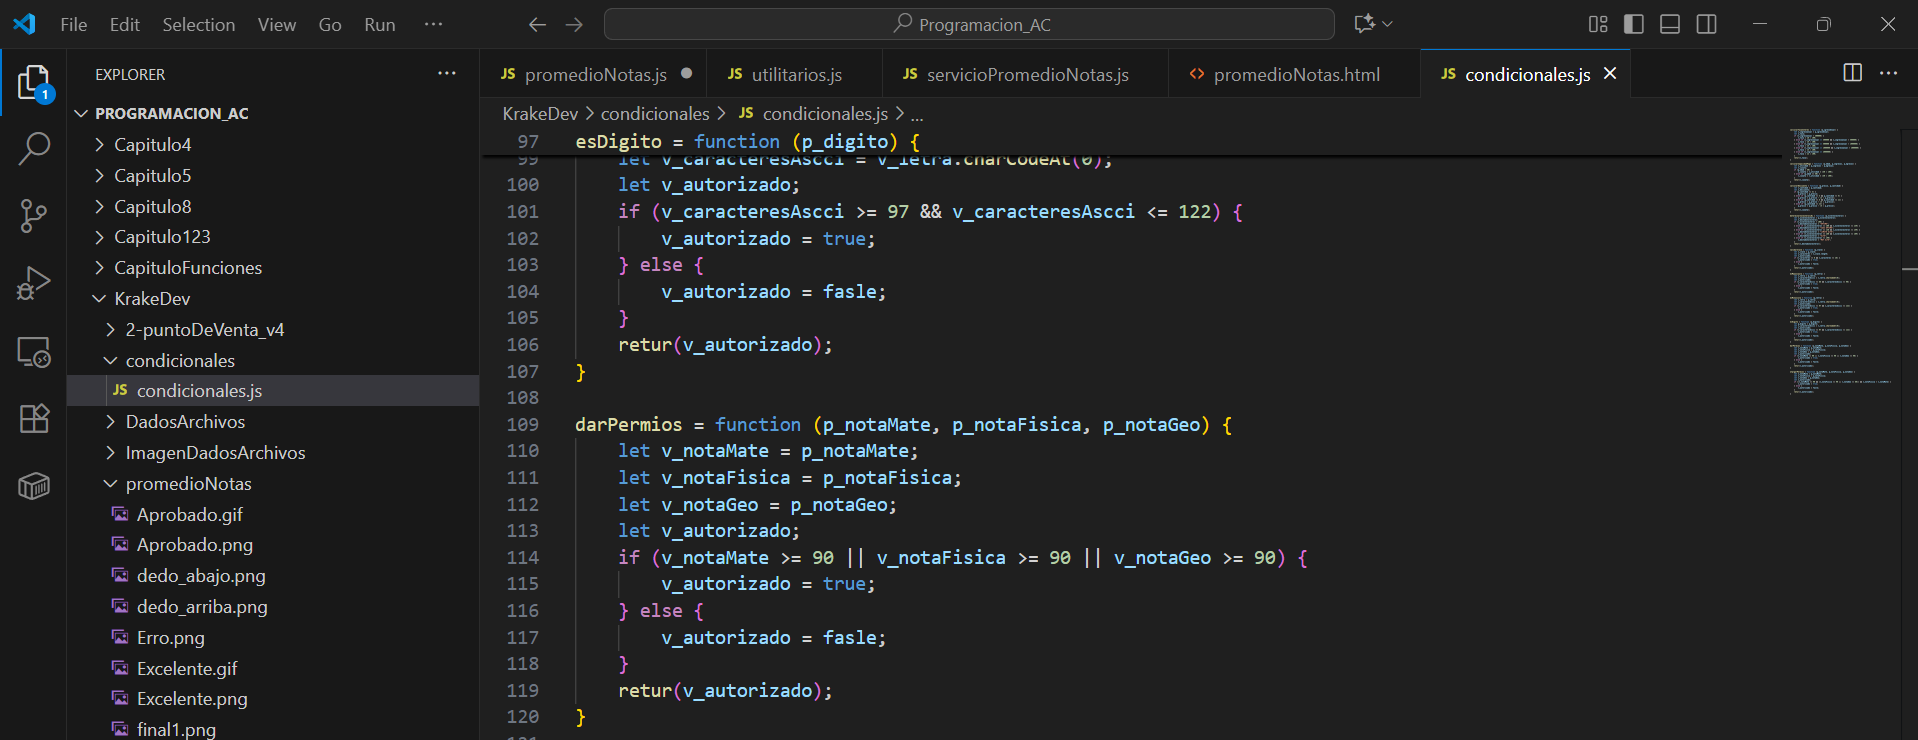 File Edit Selection View Go Run ···
Programacion_AC
EXPLORER ···
1
PROGRAMACION_AC
Capitulo4
Capitulo5
Capitulo8
Capitulo123
CapituloFunciones
KrakeDev
2-puntoDeVenta_v4
condicionales
JS condicionales.js
DadosArchivos
ImagenDadosArchivos
promedioNotas
Aprobado.gif
Aprobado.png
dedo_abajo.png
dedo_arriba.png
Erro.png
Excelente.gif
Excelente.png
final1.png
JS promedioNotas.js JS utilitarios.js JS servicioPromedioNotas.js <> promedioNotas.html JS condicionales.js
KrakeDev > condicionales > JS condicionales.js > ...
97 esDigito = function (p_digito) {
99 let v_caracteresAscci = v_letra.charCodeAt(0);
100 let v_autorizado;
101 if (v_caracteresAscci >= 97 && v_caracteresAscci <= 122) {
102 v_autorizado = true;
103 } else {
104 v_autorizado = fasle;
105 }
106 retur(v_autorizado);
107 }
108
109 darPermios = function (p_notaMate, p_notaFisica, p_notaGeo) {
110 let v_notaMate = p_notaMate;
111 let v_notaFisica = p_notaFisica;
112 let v_notaGeo = p_notaGeo;
113 let v_autorizado;
114 if (v_notaMate >= 90 || v_notaFisica >= 90 || v_notaGeo >= 90) {
115 v_autorizado = true;
116 } else {
117 v_autorizado = fasle;
118 }
119 retur(v_autorizado);
120 }